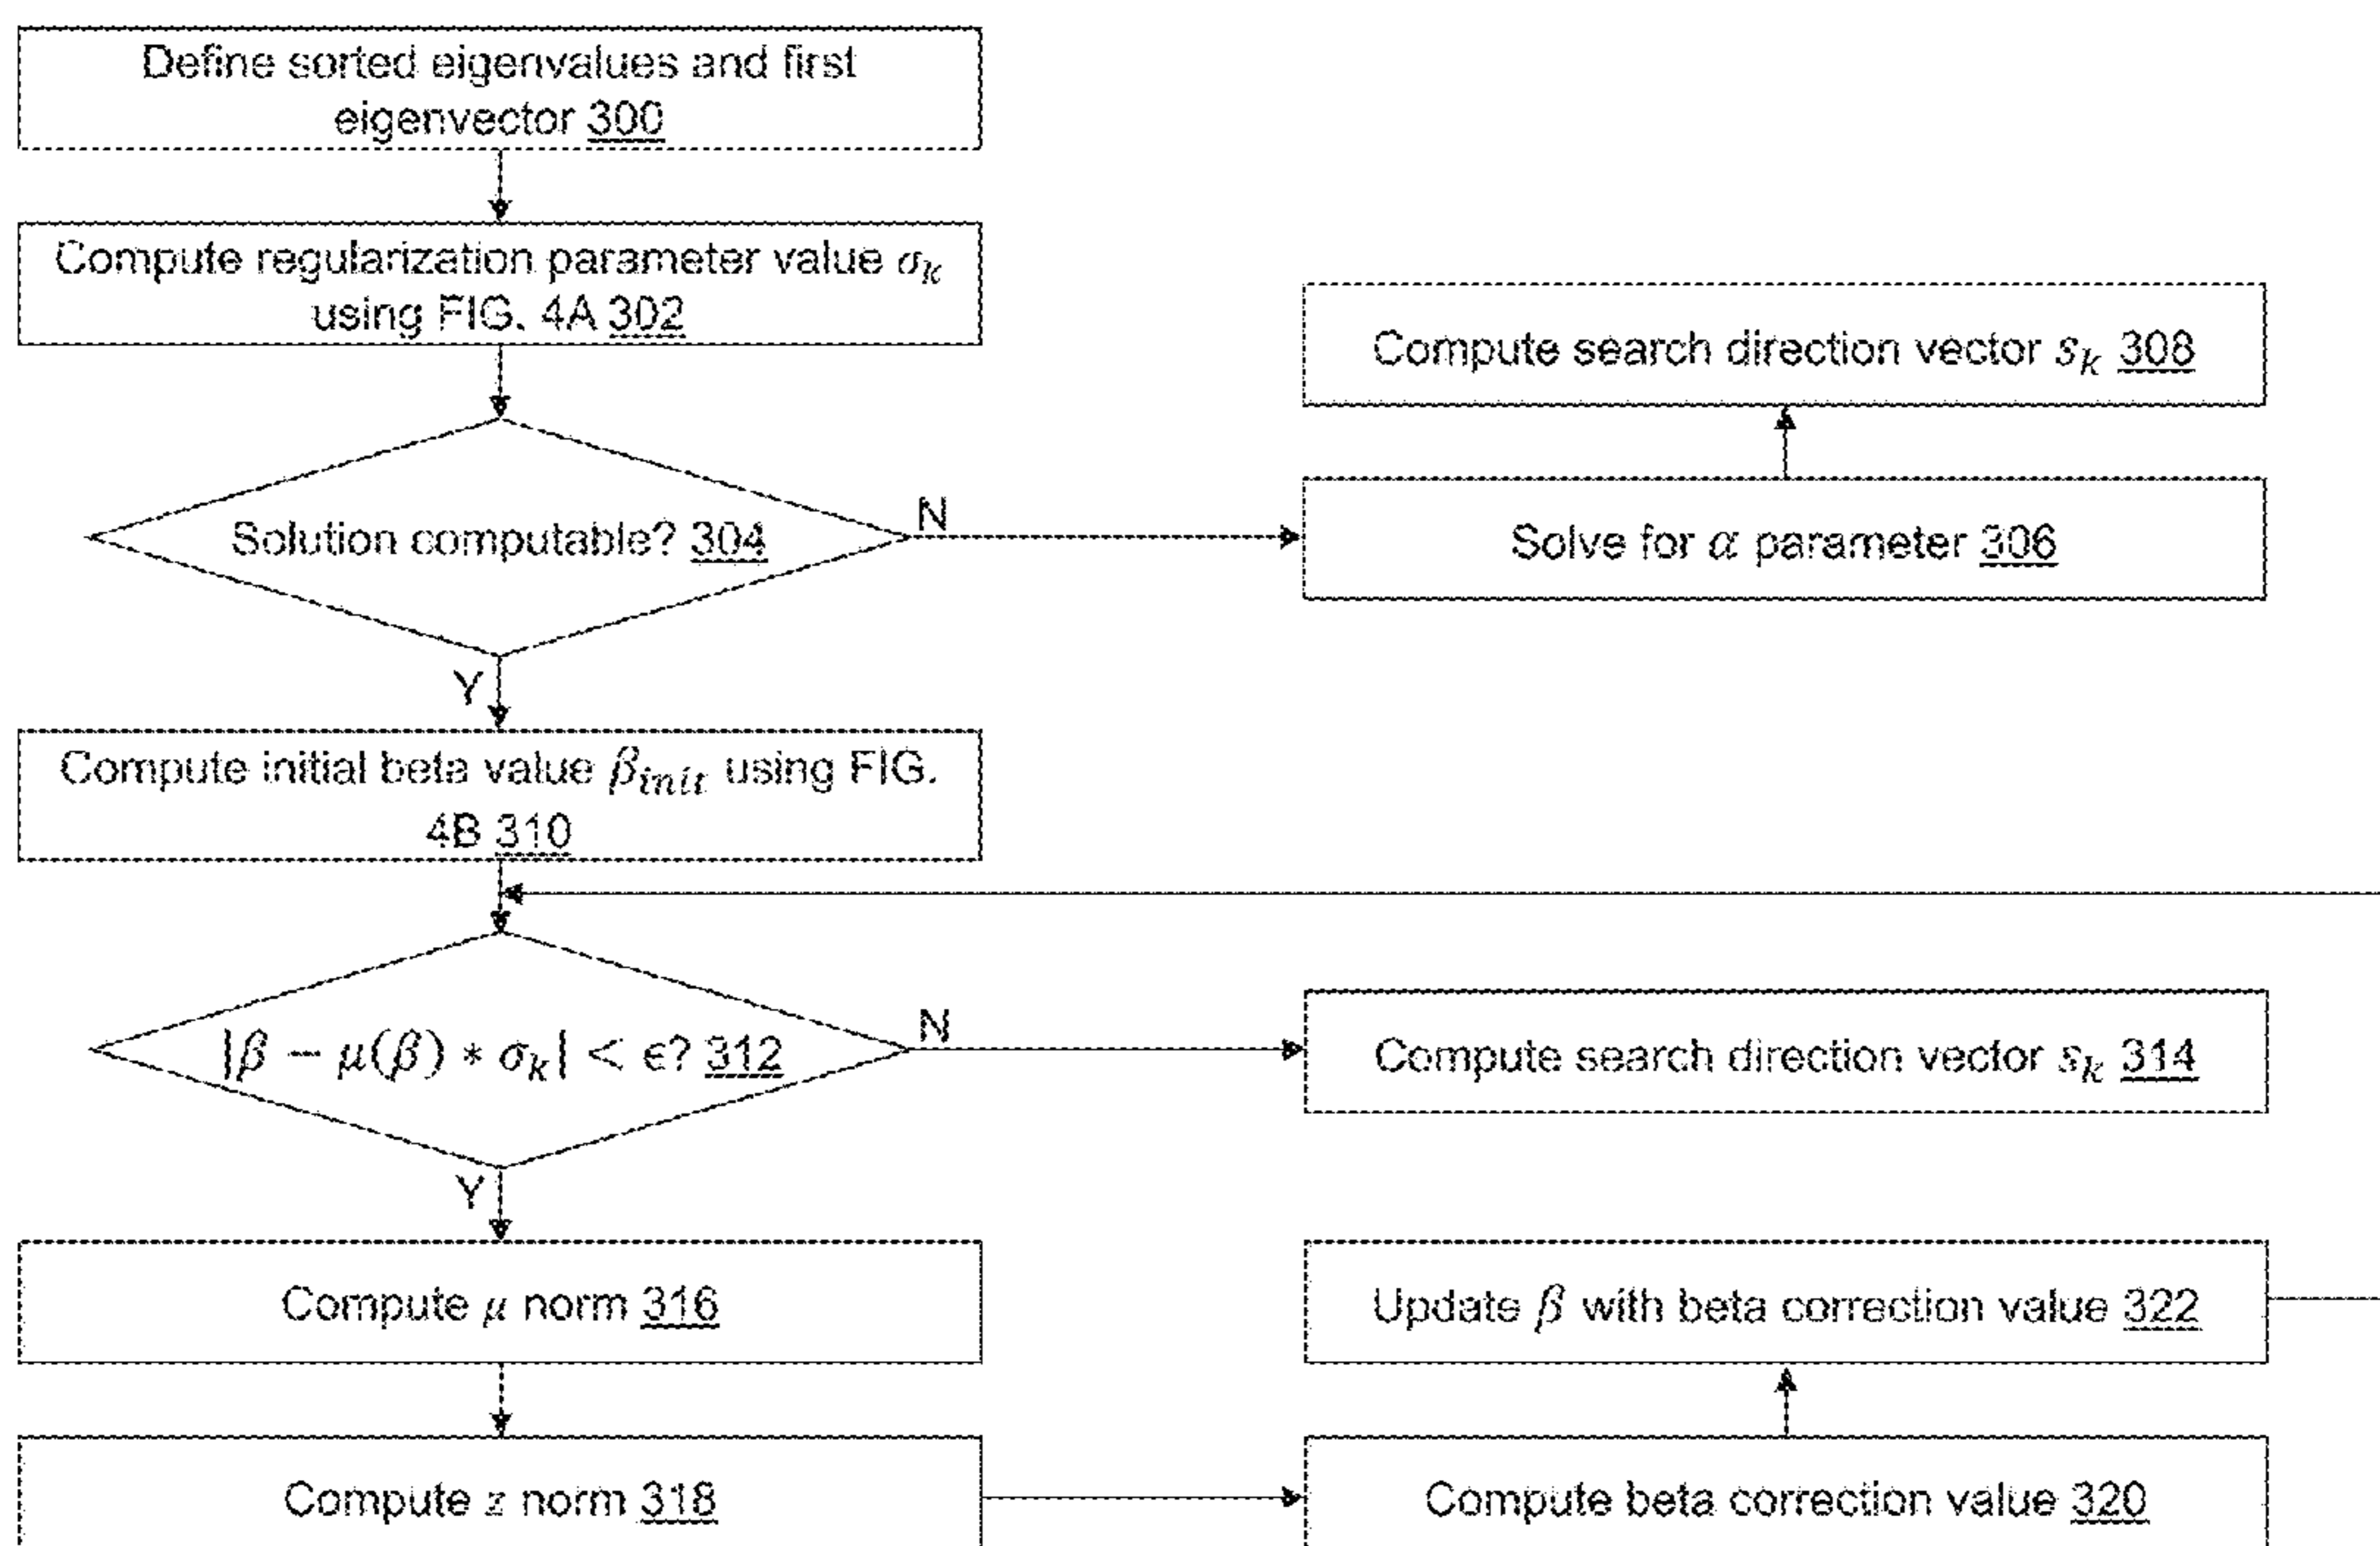 Define sorted eigenvalues and first
eigenvector 300
Compute regularization parameter value σₖ
using FIG. 4A 302
Compute search direction vector sₖ 308
Solution computable? 304
N
Solve for α parameter 306
Y
Compute initial beta value βᵢₙᵢₜ using FIG.
4B 310
|β − μ(β) ∗ σₖ| < ϵ? 312
N
Compute search direction vector sₖ 314
Y
Compute μ norm 316
Update β with beta correction value 322
Compute z norm 318
Compute beta correction value 320